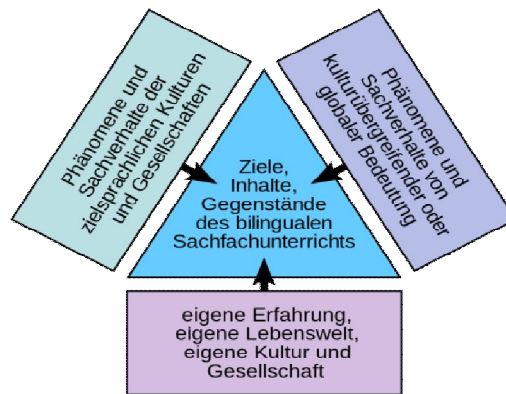 Phänomene und
Sachverhalte der
zielsprachlichen Kulturen
und Gesellschaften
Phänomene und
Sachverhalte von
kulturübergreifender oder
globaler Bedeutung
Ziele,
Inhalte,
Gegenstände
des bilingualen
Sachfachunterrichts
eigene Erfahrung,
eigene Lebenswelt,
eigene Kultur und
Gesellschaft